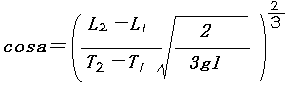 cosa = ( (L₂ − L₁) / (T₂ − T₁) √(2 / 3g1) )^(2/3)